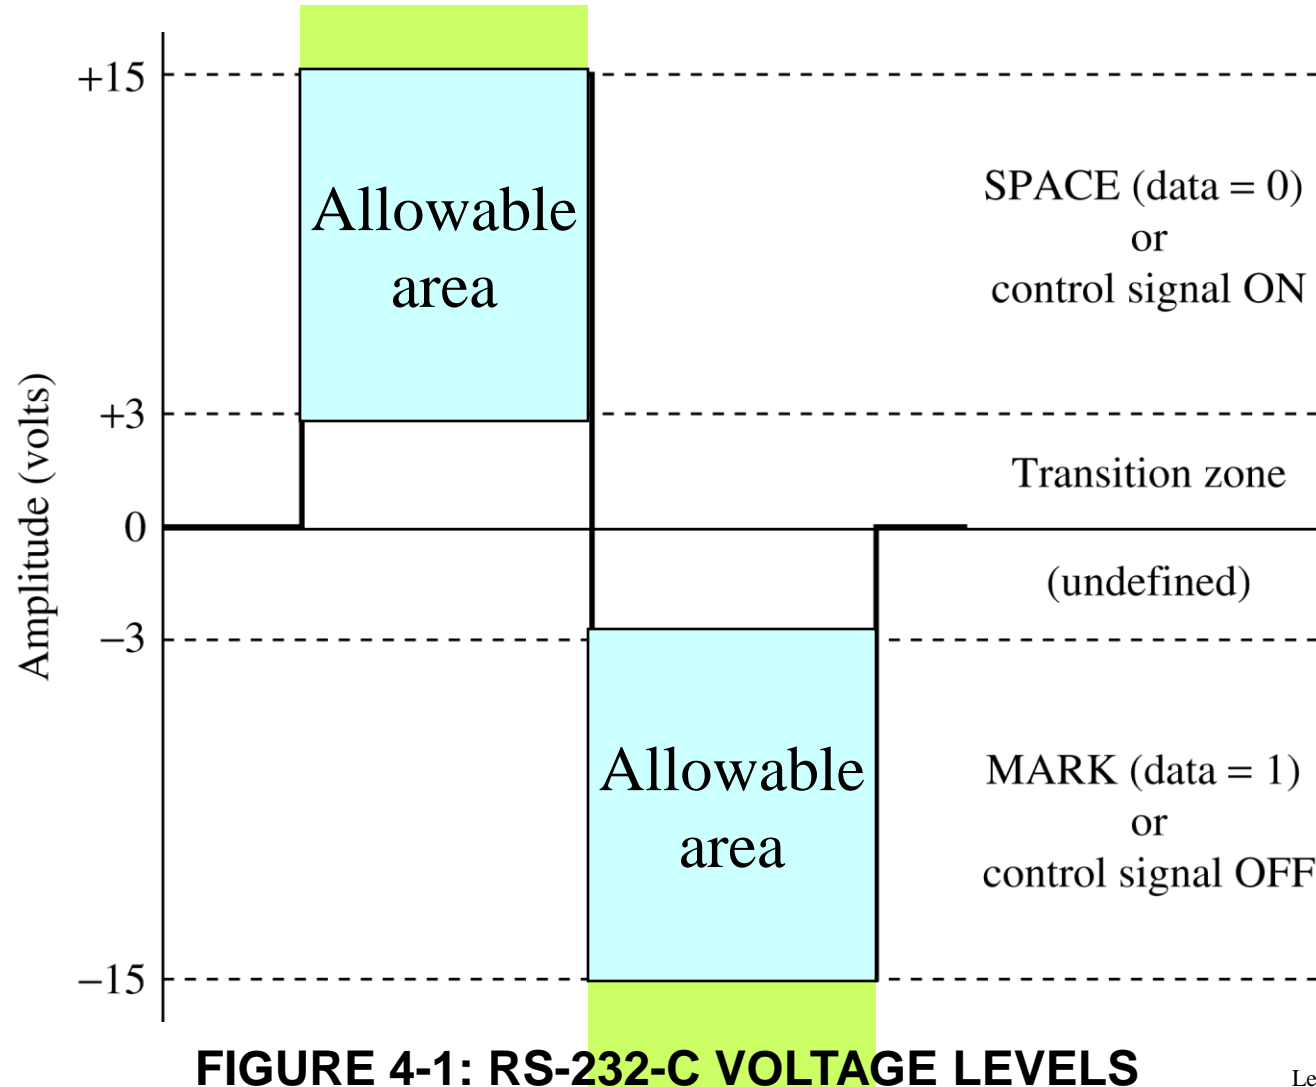 +15
Allowable
area
SPACE (data = 0)
or
control signal ON
+3
Transition zone
Amplitude (volts)
0
(undefined)
−3
Allowable
area
MARK (data = 1)
or
control signal OFF
−15
FIGURE 4-1: RS-232-C VOLTAGE LEVELS
Le